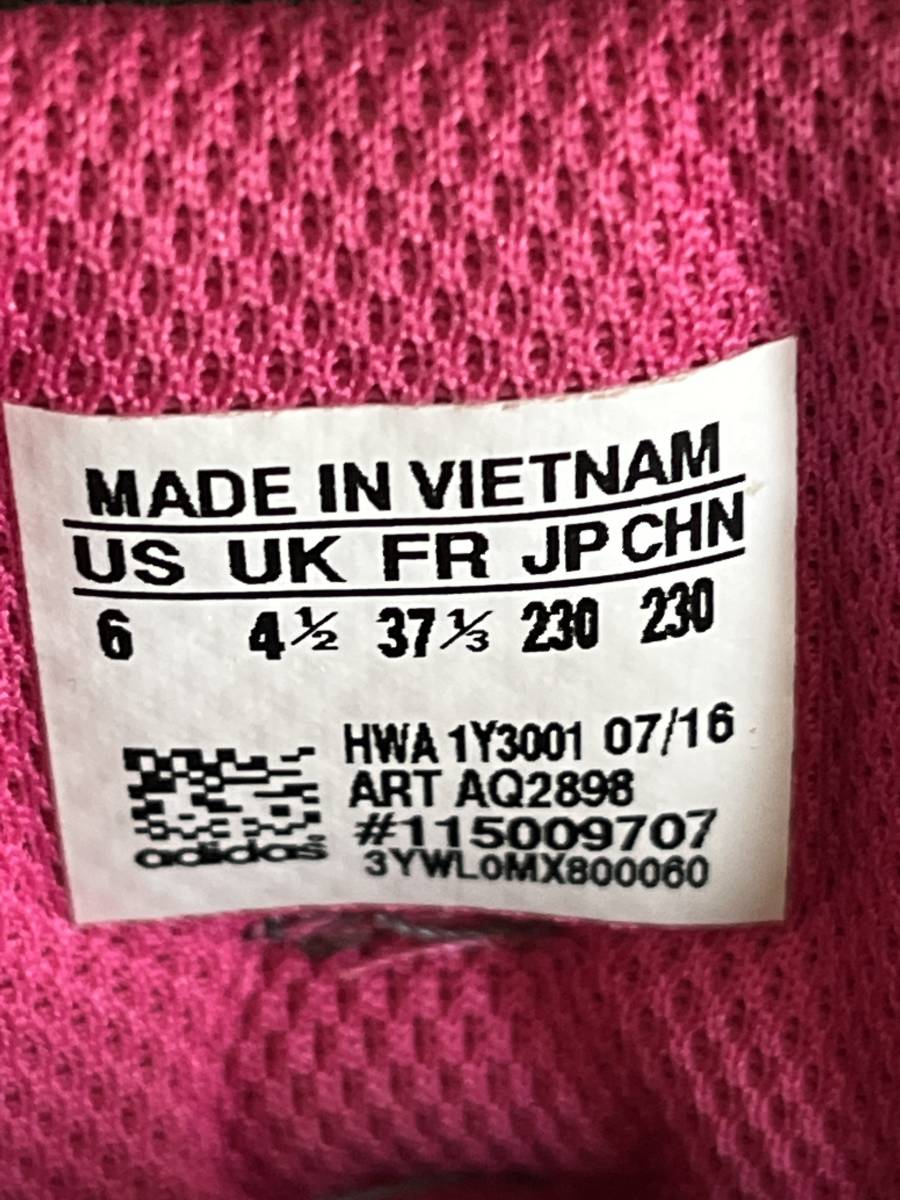 MADE IN VIETNAM
US UK FR JP CHN
6 4½ 37⅓ 230 230
HWA 1Y3001 07/16
ART AQ2898
#115009707
adidas
3YWL0MX800060